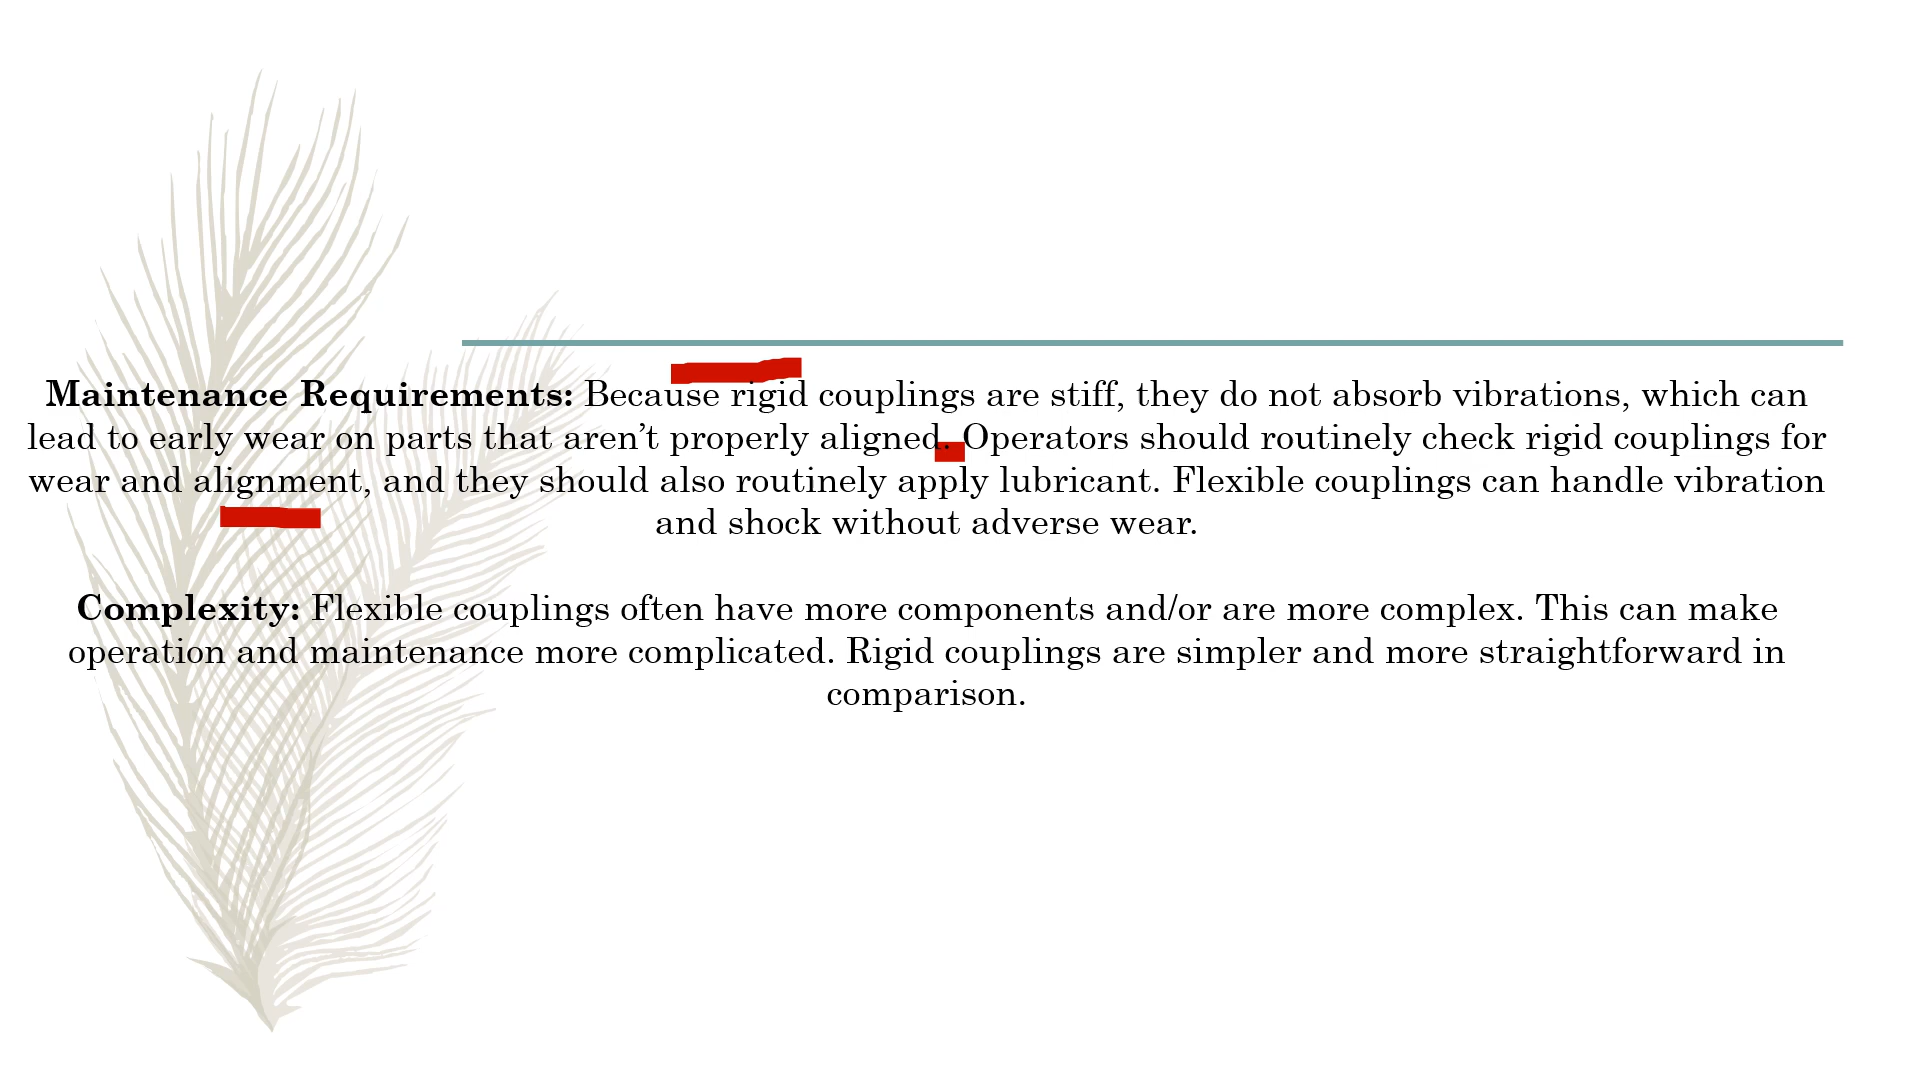 Maintenance Requirements: Because rigid couplings are stiff, they do not absorb vibrations, which can
lead to early wear on parts that aren’t properly aligned. Operators should routinely check rigid couplings for
wear and alignment, and they should also routinely apply lubricant. Flexible couplings can handle vibration
and shock without adverse wear.
Complexity: Flexible couplings often have more components and/or are more complex. This can make
operation and maintenance more complicated. Rigid couplings are simpler and more straightforward in
comparison.